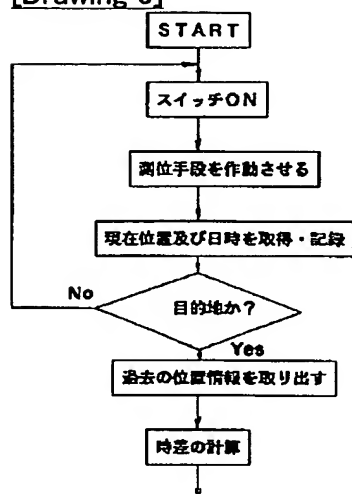 [Drawing
START
スイッチON
測位手段を作動させる
現在位置及び日時を取得・記録
No
目的地か？
Yes
過去の位置情報を取り出す
時差の計算